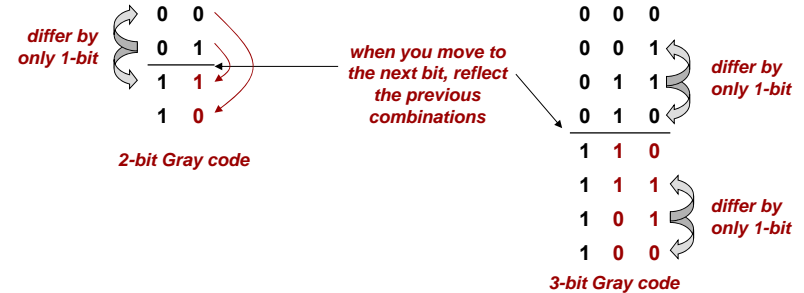 differ by
only 1-bit
0 0
0 1
1 1
1 0
2-bit Gray code
when you move to
the next bit, reflect
the previous
combinations
0 0 0
0 0 1
0 1 1
0 1 0
1 1 0
1 1 1
1 0 1
1 0 0
differ by
only 1-bit
differ by
only 1-bit
3-bit Gray code